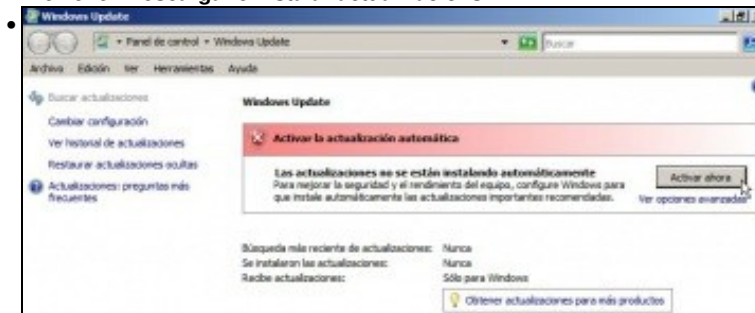 Windows Update
Panel de control
Windows Update
Buscar
Archivo Edición Ver Herramientas Ayuda
Buscar actualizaciones
Cambiar configuración
Ver historial de actualizaciones
Restaurar actualizaciones ocultas
Actualizaciones: preguntas más
frecuentes
Windows Update
Activar la actualización automática
Las actualizaciones no se están instalando automáticamente
Para mejorar la seguridad y el rendimiento del equipo, configure Windows para
que instale automáticamente las actualizaciones importantes recomendadas.
Activar ahora
Ver opciones avanzadas
Búsqueda más reciente de actualizaciones: Nunca
Se instalaron las actualizaciones: Nunca
Recibe actualizaciones: Sólo para Windows
Obtener actualizaciones para más productos